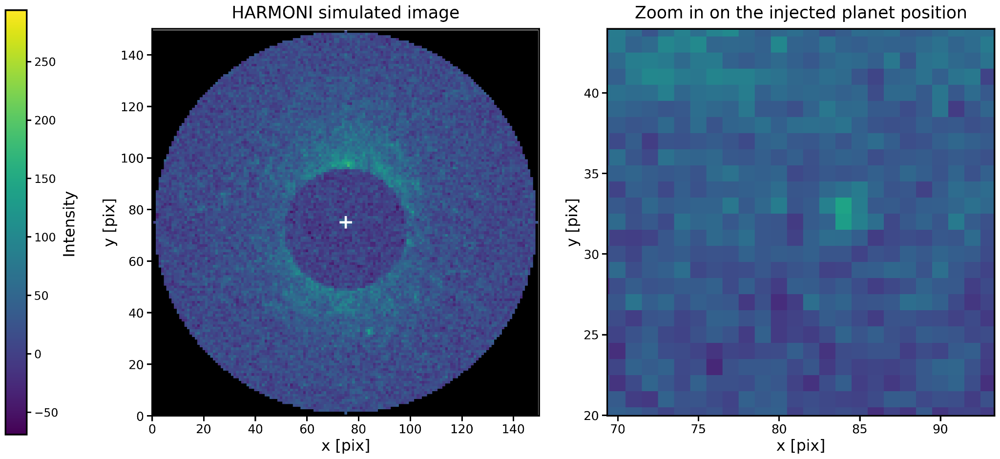 HARMONI simulated image
Zoom in on the injected planet position
250
200
150
100
50
0
−50
Intensity
140
120
100
80
60
40
20
0
y [pix]
0 20 40 60 80 100 120 140
x [pix]
40
35
30
25
20
y [pix]
70 75 80 85 90
x [pix]